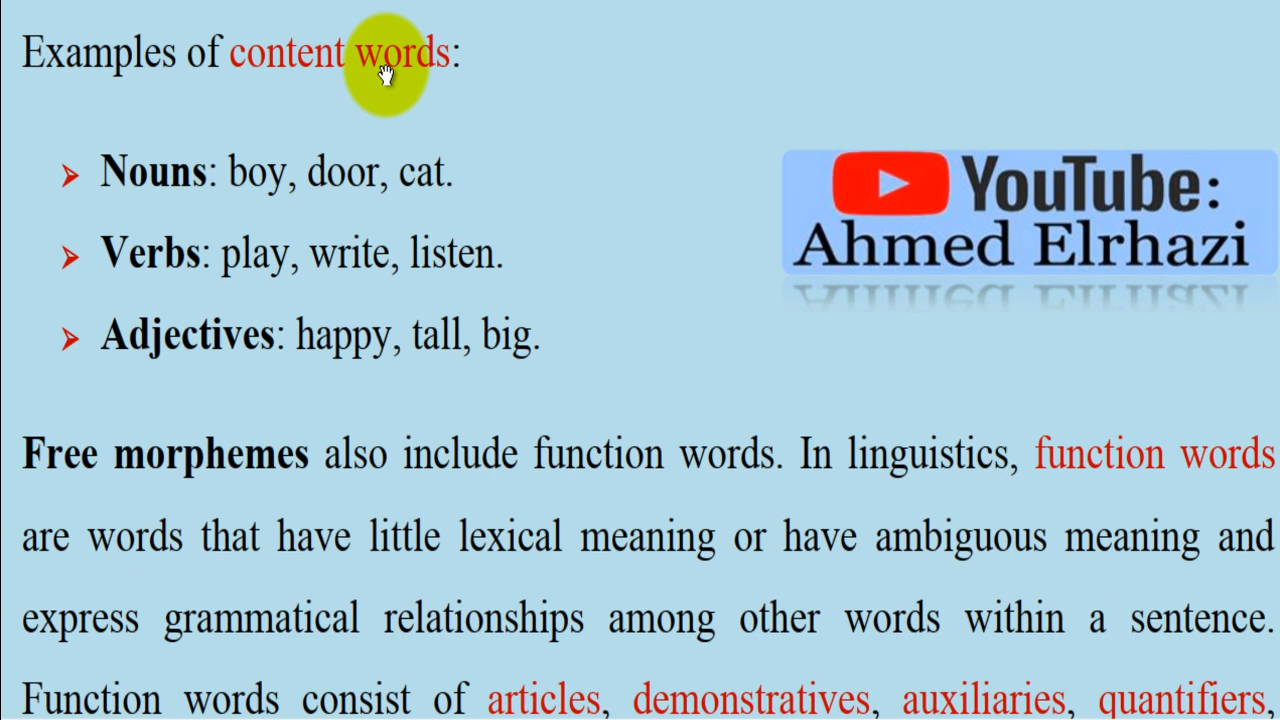 Examples of content words:
Nouns: boy, door, cat.
YouTube:
Ahmed Elrhazi
Verbs: play, write, listen.
Adjectives: happy, tall, big.
Free morphemes also include function words. In linguistics, function words
are words that have little lexical meaning or have ambiguous meaning and
express grammatical relationships among other words within a sentence.
Function words consist of articles, demonstratives, auxiliaries, quantifiers,